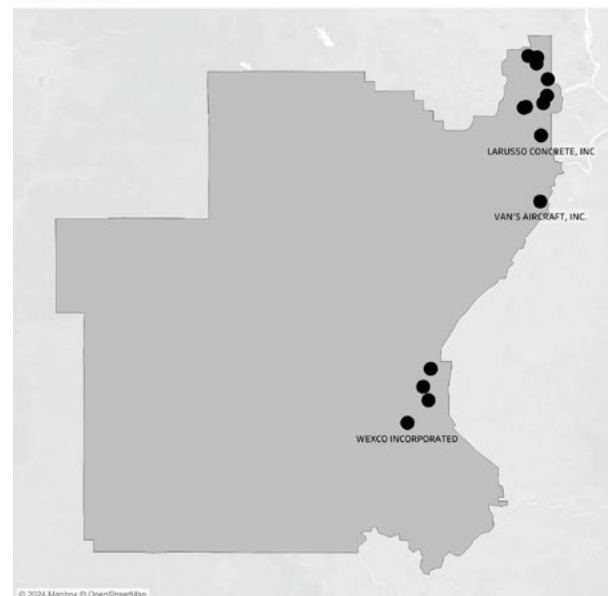 LARUSSO CONCRETE, INC
VAN'S AIRCRAFT, INC.
WEXCO INCORPORATED
© 2024 Mapbox © OpenStreetMap